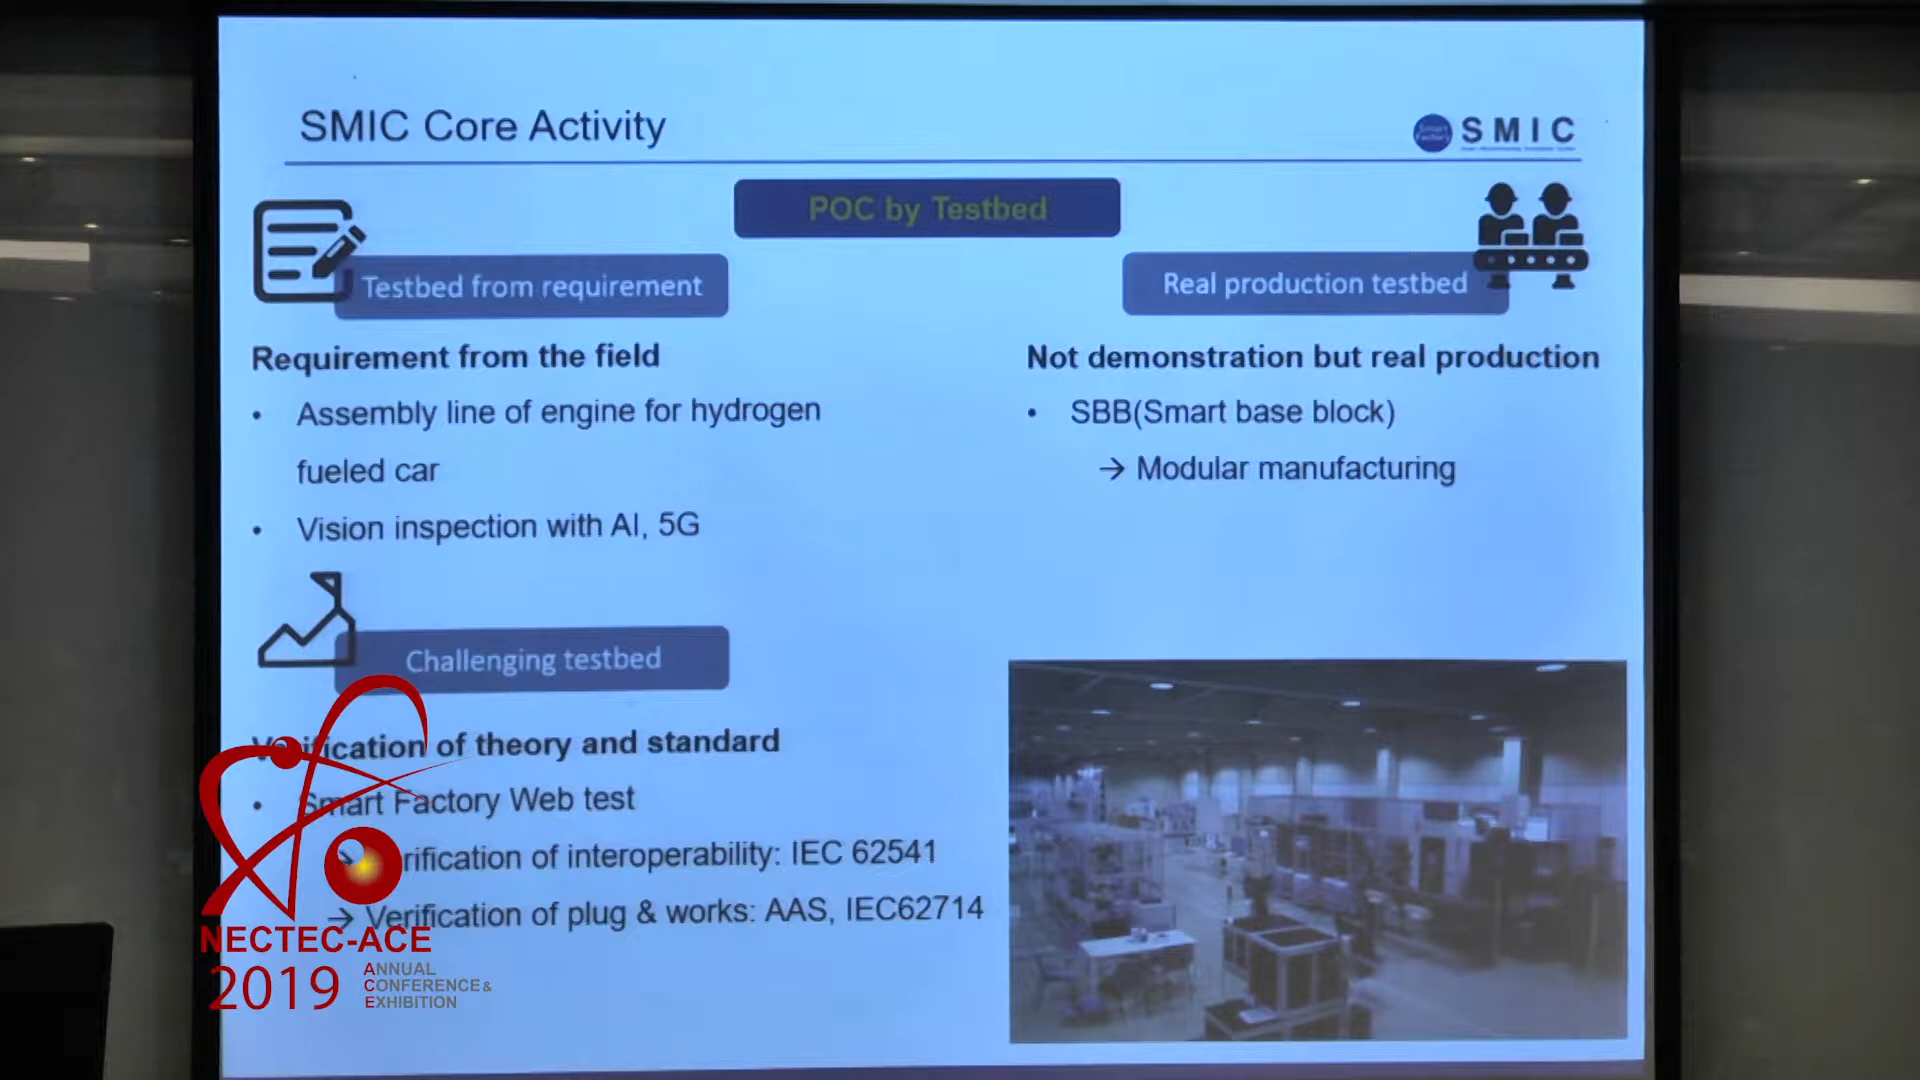 SMIC Core Activity
SMIC
POC by Testbed
Testbed from requirement
Requirement from the field
• Assembly line of engine for hydrogen
fueled car
• Vision inspection with AI, 5G
Real production testbed
Not demonstration but real production
• SBB(Smart base block)
→ Modular manufacturing
Challenging testbed
Verification of theory and standard
• Smart Factory Web test
→ Verification of interoperability: IEC 62541
→ Verification of plug & works: AAS, IEC62714
NECTEC-ACE
2019
ANNUAL
CONFERENCE &
EXHIBITION